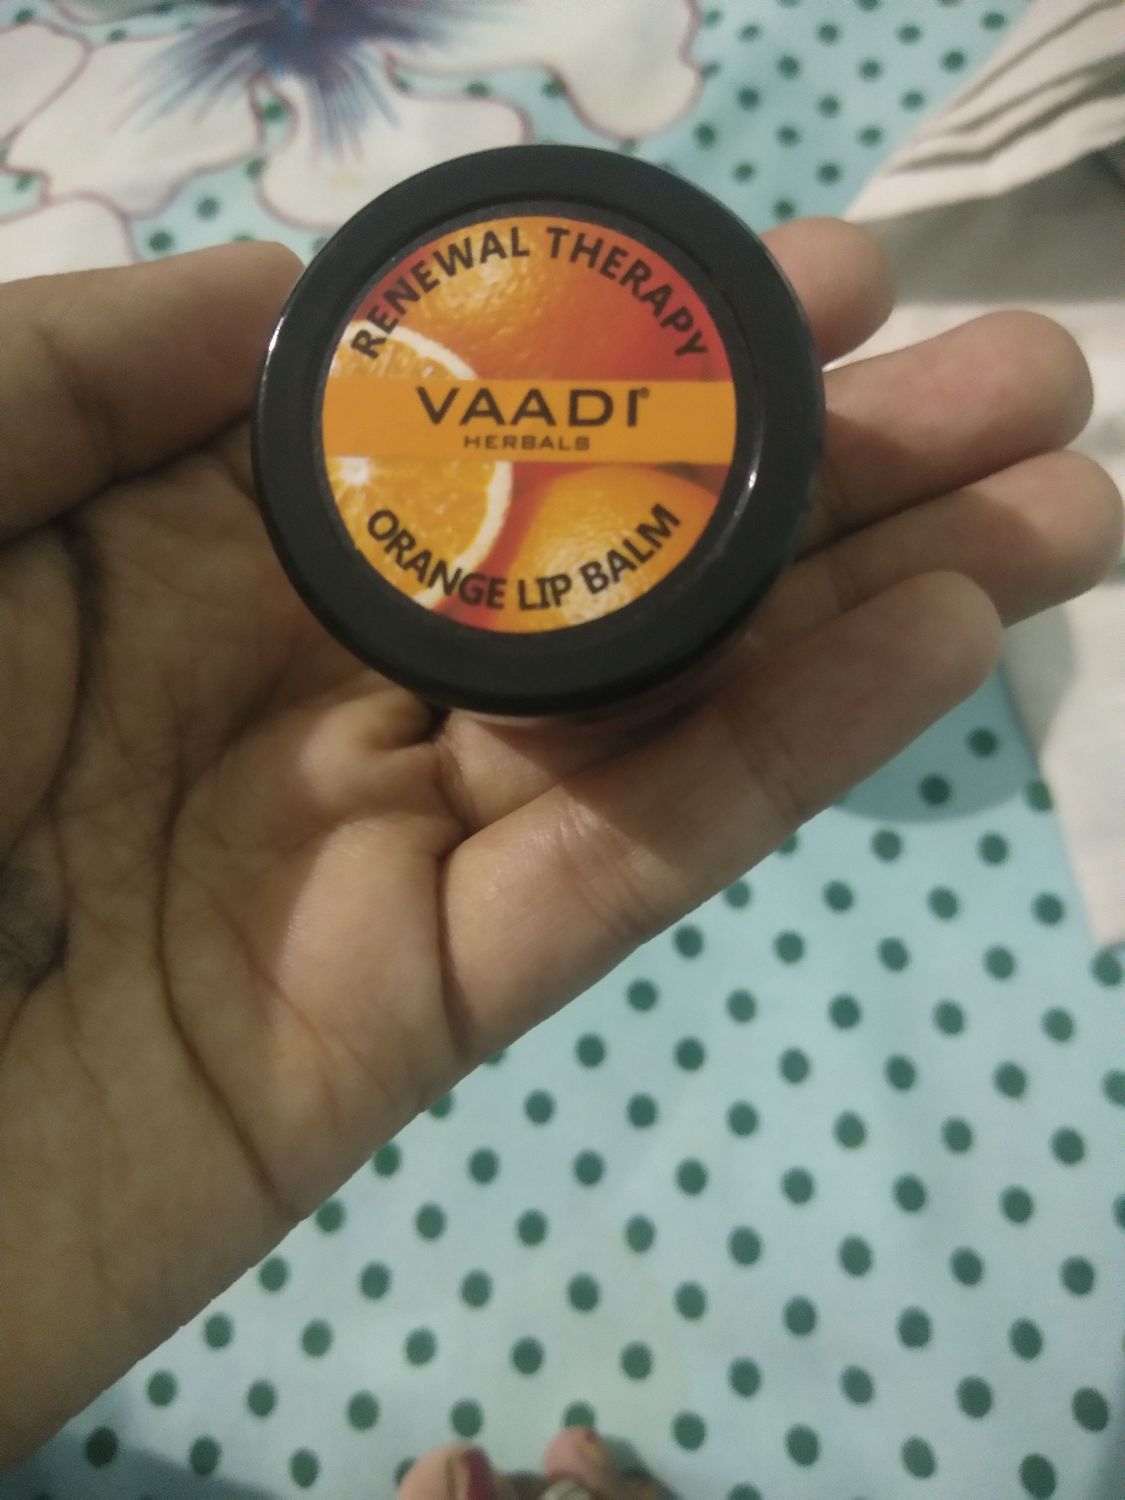 RENEWAL THERAPY
VAADI®
HERBALS
ORANGE LIP BALM